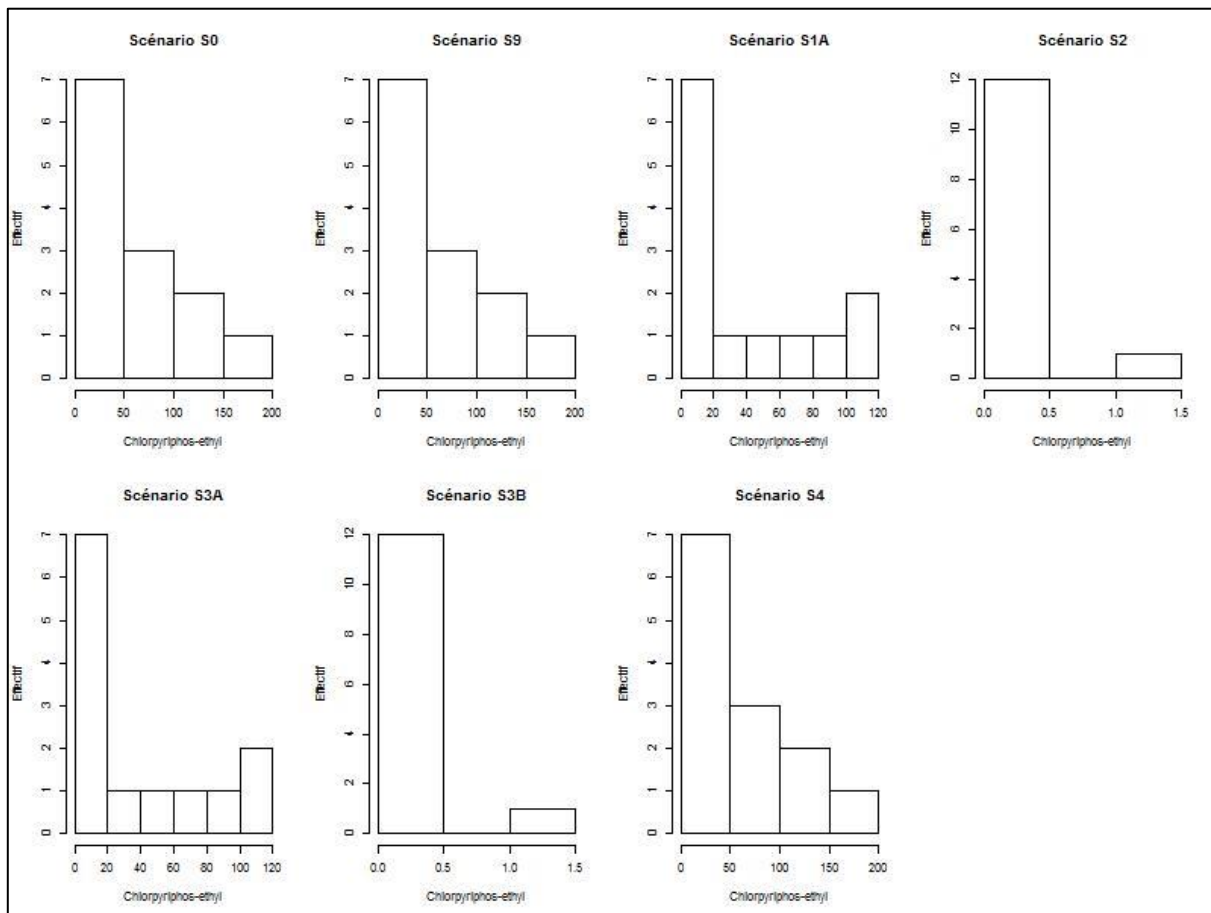 Scénario S0
Effectif
0 1 2 3 4 5 6 7
0 50 100 150 200
Chlorpyriphos-ethyl
Scénario S9
Effectif
0 1 2 3 4 5 6 7
0 50 100 150 200
Chlorpyriphos-ethyl
Scénario S1A
Effectif
0 1 2 3 4 5 6 7
0 20 40 60 80 100 120
Chlorpyriphos-ethyl
Scénario S2
Effectif
0 2 4 6 8 10 12
0.0 0.5 1.0 1.5
Chlorpyriphos-ethyl
Scénario S3A
Effectif
0 1 2 3 4 5 6 7
0 20 40 60 80 100 120
Chlorpyriphos-ethyl
Scénario S3B
Effectif
0 2 4 6 8 10 12
0.0 0.5 1.0 1.5
Chlorpyriphos-ethyl
Scénario S4
Effectif
0 1 2 3 4 5 6 7
0 50 100 150 200
Chlorpyriphos-ethyl